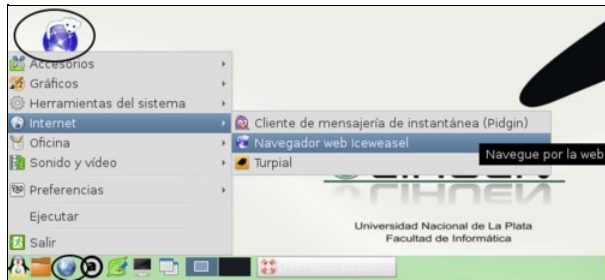 Accesorios
Gráficos
Herramientas del sistema
Internet
Oficina
Sonido y vídeo
Preferencias
Ejecutar
Salir
Cliente de mensajería de instantánea (Pidgin)
Navegador web Iceweasel
Turpial
Navegue por la web
Universidad Nacional de La Plata
Facultad de Informática